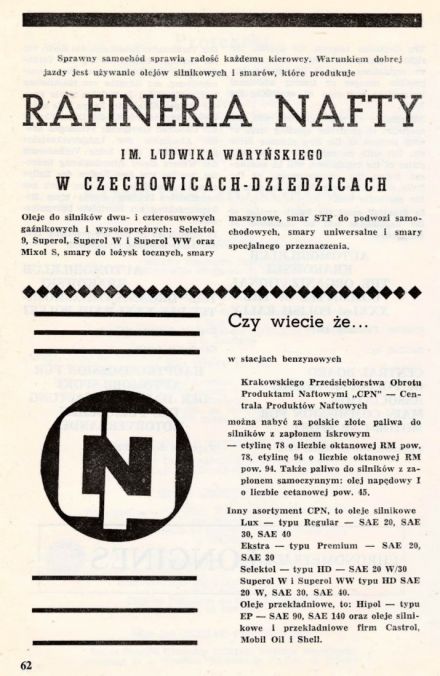 Sprawny samochód sprawia radość każdemu kierowcy. Warunkiem dobrej
jazdy jest używanie olejów silnikowych i smarów, które produkuje
RAFINERIA NAFTY
IM. LUDWIKA WARYŃSKIEGO
W CZECHOWICACH-DZIEDZICACH
Oleje do silników dwu- i czterosuwowych
gaźnikowych i wysokoprężnych: Selektol
9, Superol, Superol W i Superol WW oraz
Mixol S, smary do łożysk tocznych, smary
maszynowe, smar STP do podwozi samo-
chodowych, smary uniwersalne i smary
specjalnego przeznaczenia.
Czy wiecie że...
w stacjach benzynowych
Krakowskiego Przedsiębiorstwa Obrotu
Produktami Naftowymi „CPN” — Cen-
trala Produktów Naftowych
można nabyć za polskie złote paliwa do
silników z zapłonem iskrowym
— etylinę 78 o liczbie oktanowej RM pow.
78, etylinę 94 o liczbie oktanowej RM
pow. 94. Także paliwo do silników z za-
płonem samoczynnym: olej napędowy I
o liczbie cetanowej pow. 45.
Inny asortyment CPN, to oleje silnikowe
Lux — typu Regular — SAE 20, SAE
30, SAE 40
Ekstra — typu Premium — SAE 20,
SAE 30
Selektol — typu HD — SAE 20 W/30
Superol W i Superol WW typu HD SAE
20 W, SAE 30, SAE 40.
Oleje przekładniowe, to: Hipol — typu
EP — SAE 90, SAE 140 oraz oleje silni-
kowe i przekładniowe firm Castrol,
Mobil Oil i Shell.
CPN
62